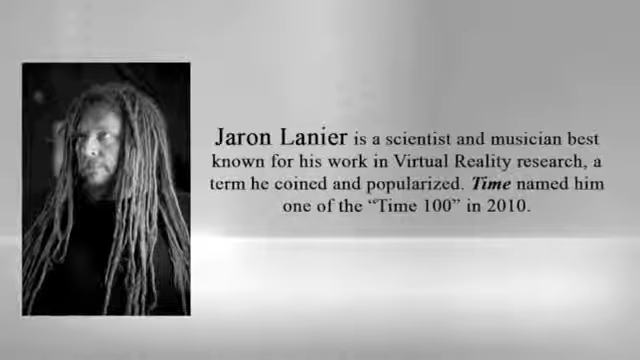 Jaron Lanier is a scientist and musician best
known for his work in Virtual Reality research, a
term he coined and popularized. Time named him
one of the “Time 100” in 2010.